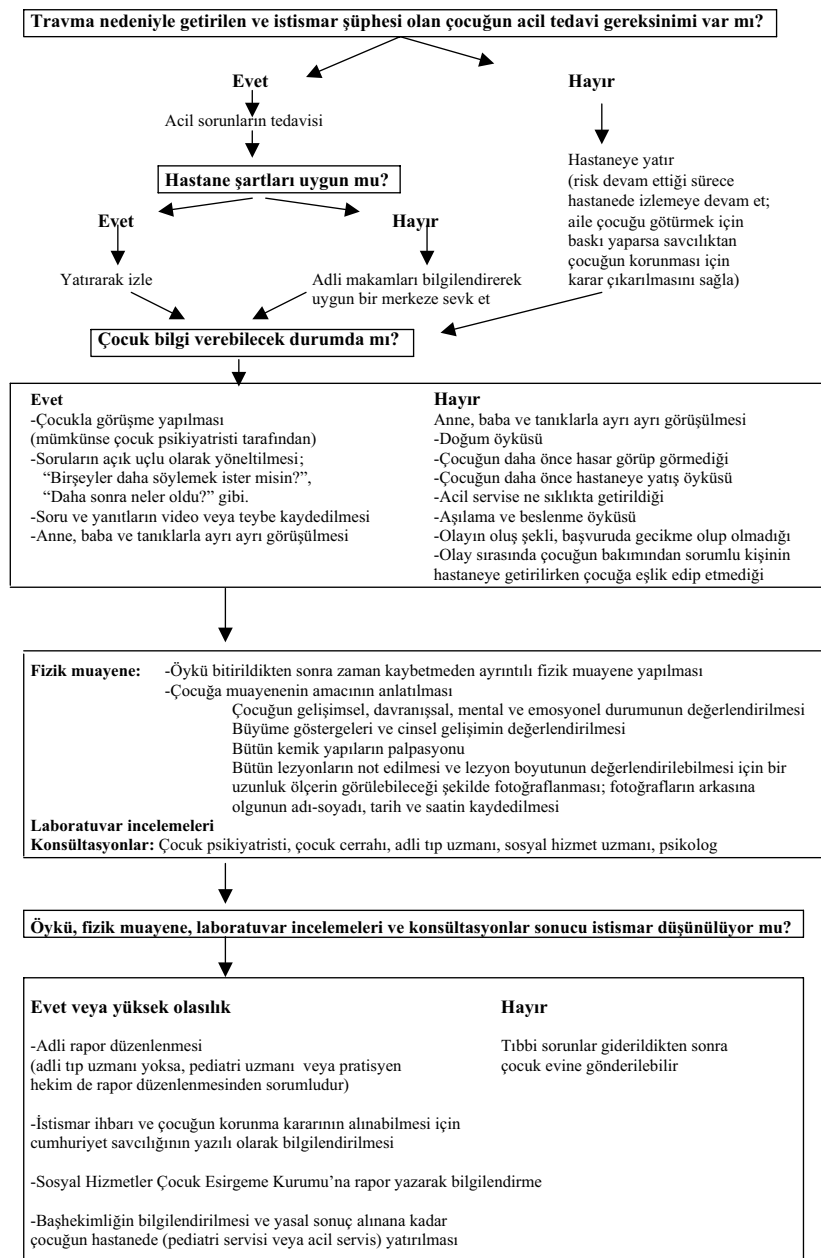 Travma nedeniyle getirilen ve istismar şüphesi olan çocuğun acil tedavi gereksinimi var mı?
Evet
Hayır
Acil sorunların tedavisi
Hastane şartları uygun mu?
Evet
Hayır
Yatırarak izle
Adli makamları bilgilendirerek
uygun bir merkeze sevk et
Hastaneye yatır
(risk devam ettiği sürece
hastanede izlemeye devam et;
aile çocuğu götürmek için
baskı yaparsa savcılıktan
çocuğun korunması için
karar çıkarılmasını sağla)
Çocuk bilgi verebilecek durumda mı?
Evet
-Çocukla görüşme yapılması
(mümkünse çocuk psikiyatristi tarafından)
-Soruların açık uçlu olarak yöneltilmesi;
“Birşeyler daha söylemek ister misin?”,
“Daha sonra neler oldu?” gibi.
-Soru ve yanıtların video veya teybe kaydedilmesi
-Anne, baba ve tanıklarla ayrı ayrı görüşülmesi
Hayır
Anne, baba ve tanıklarla ayrı ayrı görüşülmesi
-Doğum öyküsü
-Çocuğun daha önce hasar görüp görmediği
-Çocuğun daha önce hastaneye yatış öyküsü
-Acil servise ne sıklıkta getirildiği
-Aşılama ve beslenme öyküsü
-Olayın oluş şekli, başvuruda gecikme olup olmadığı
-Olay sırasında çocuğun bakımından sorumlu kişinin
hastaneye getirilirken çocuğa eşlik edip etmediği
Fizik muayene: -Öykü bitirildikten sonra zaman kaybetmeden ayrıntılı fizik muayene yapılması
-Çocuğa muayenenin amacının anlatılması
Çocuğun gelişimsel, davranışsal, mental ve emosyonel durumunun değerlendirilmesi
Büyüme göstergeleri ve cinsel gelişimin değerlendirilmesi
Bütün kemik yapıların palpasyonu
Bütün lezyonların not edilmesi ve lezyon boyutunun değerlendirilebilmesi için bir
uzunluk ölçerin görülebileceği şekilde fotoğraflanması; fotoğrafların arkasına
olgunun adı-soyadı, tarih ve saatin kaydedilmesi
Laboratuvar incelemeleri
Konsültasyonlar: Çocuk psikiyatristi, çocuk cerrahı, adli tıp uzmanı, sosyal hizmet uzmanı, psikolog
Öykü, fizik muayene, laboratuvar incelemeleri ve konsültasyonlar sonucu istismar düşünülüyor mu?
Evet veya yüksek olasılık
-Adli rapor düzenlenmesi
(adli tıp uzmanı yoksa, pediatri uzmanı veya pratisyen
hekim de rapor düzenlenmesinden sorumludur)
-İstismar ihbarı ve çocuğun korunma kararının alınabilmesi için
cumhuriyet savcılığının yazılı olarak bilgilendirilmesi
-Sosyal Hizmetler Çocuk Esirgeme Kurumu’na rapor yazarak bilgilendirme
-Başhekimliğin bilgilendirilmesi ve yasal sonuç alınana kadar
çocuğun hastanede (pediatri servisi veya acil servis) yatırılması
Hayır
Tıbbi sorunlar giderildikten sonra
çocuk evine gönderilebilir